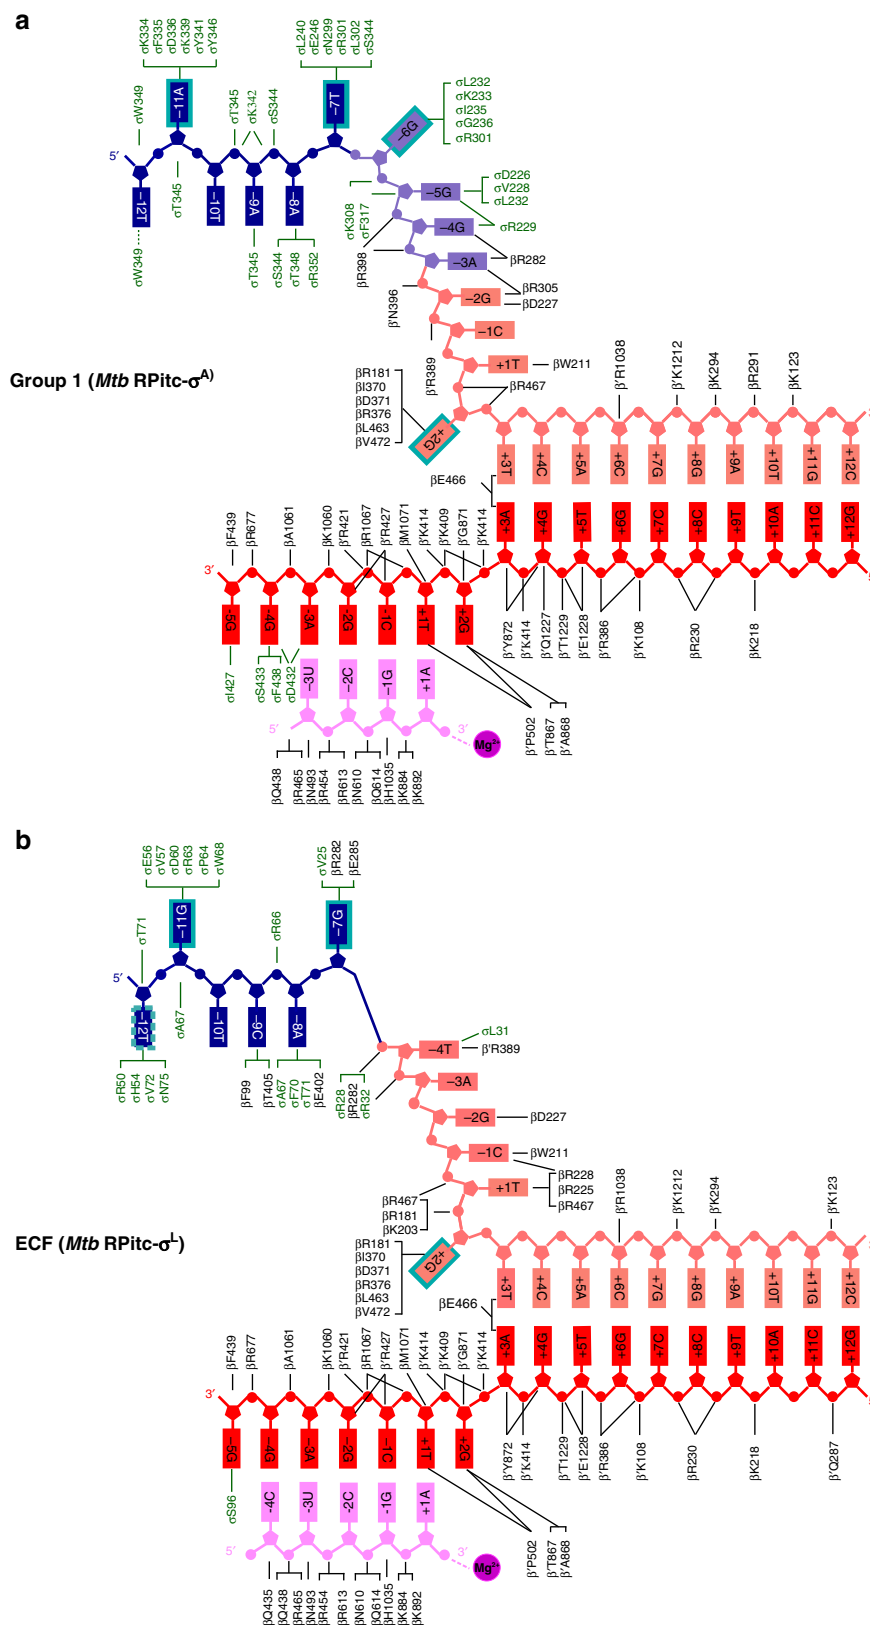 a
σK334
σF335
σD336
σK339
σY341
σY346
σL240
σE246
σN299
σR301
σL302
σS344
σW349
–11A
σT345
σK342
σS344
–7T
–6G
σL232
σK233
σI235
σG236
σR301
5′
–12T
σT345
–10T
–9A
–8A
σK308
σF317
–5G
σD226
σV228
σL232
σR229
σW349
σT345
σS344
σT348
σR352
βR398
–4G
βR282
–3A
β′N396
βR305
βD227
–2G
–1C
β′R389
+1T
βW211
Group 1 (Mtb RPitc-σA)
βR181
βI370
βD371
βR376
βL463
βV472
βR467
β′R1038
β′K1212
βK294
βR291
βK123
3′
+2G
+3T
+4C
+5A
+6C
+7G
+8G
+9A
+10T
+11G
+12C
βE466
βF439
βR677
βA1061
βK1060
β′R421
βR1067
β′R427
βM1071
β′K414
β′K409
β′G871
β′K414
+3A
+4G
+5T
+6G
+7C
+8C
+9T
+10A
+11C
+12G
3′
5′
-5G
-4G
-3A
-2G
-1C
+1T
+2G
β′Y872
β′K414
β′Q1227
β′T1229
β′E1228
β′R386
β′K108
βR230
βK218
σI427
σS433
σF438
σD432
–3U
–2C
–1G
+1A
5′
3′
Mg2+
β′P502
β′T867
β′A868
βQ438
βR465
βN493
βR454
βR613
βN610
βQ614
βH1035
βK884
βK892
b
σE56
σV57
σD60
σR63
σP64
σW68
σV25
βR282
βE285
σT71
–11G
σR66
–7G
5′
–12T
σA67
–10T
–9C
–8A
σR50
σH54
σV72
σN75
βF99
βT405
σA67
σF70
σT71
βE402
σR28
βR282
σR32
–4T
σL31
β′R389
–3A
–2G
βD227
–1C
βW211
+1T
βR228
βR225
βR467
βR467
βR181
βK203
ECF (Mtb RPitc-σL)
βR181
βI370
βD371
βR376
βL463
βV472
β′R1038
β′K1212
β′K294
β′K123
3′
+2G
+3T
+4C
+5A
+6C
+7G
+8G
+9A
+10T
+11G
+12C
βE466
βF439
βR677
βA1061
βK1060
β′R421
βR1067
β′R427
βM1071
β′K414
β′K409
β′G871
β′K414
+3A
+4G
+5T
+6G
+7C
+8C
+9T
+10A
+11C
+12G
3′
5′
–5G
–4G
–3A
–2G
–1C
+1T
+2G
β′Y872
β′K414
β′T1229
β′E1228
β′R386
β′K108
βR230
βK218
β′Q287
σS96
-4C
-3U
-2C
-1G
+1A
5′
3′
Mg2+
β′P502
β′T867
β′A868
βQ435
βQ438
βR465
βN493
βR454
βR613
βN610
βQ614
βH1035
βK884
βK892